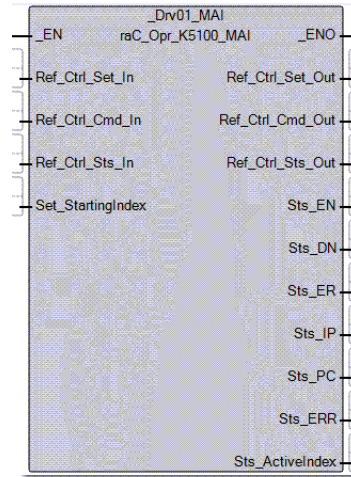 _Drv01_MAI
_EN raC_Opr_K5100_MAI _ENO
Ref_Ctrl_Set_In Ref_Ctrl_Set_Out
Ref_Ctrl_Cmd_In Ref_Ctrl_Cmd_Out
Ref_Ctrl_Sts_In Ref_Ctrl_Sts_Out
Set_StartingIndex Sts_EN
Sts_DN
Sts_ER
Sts_IP
Sts_PC
Sts_ERR
Sts_ActiveIndex